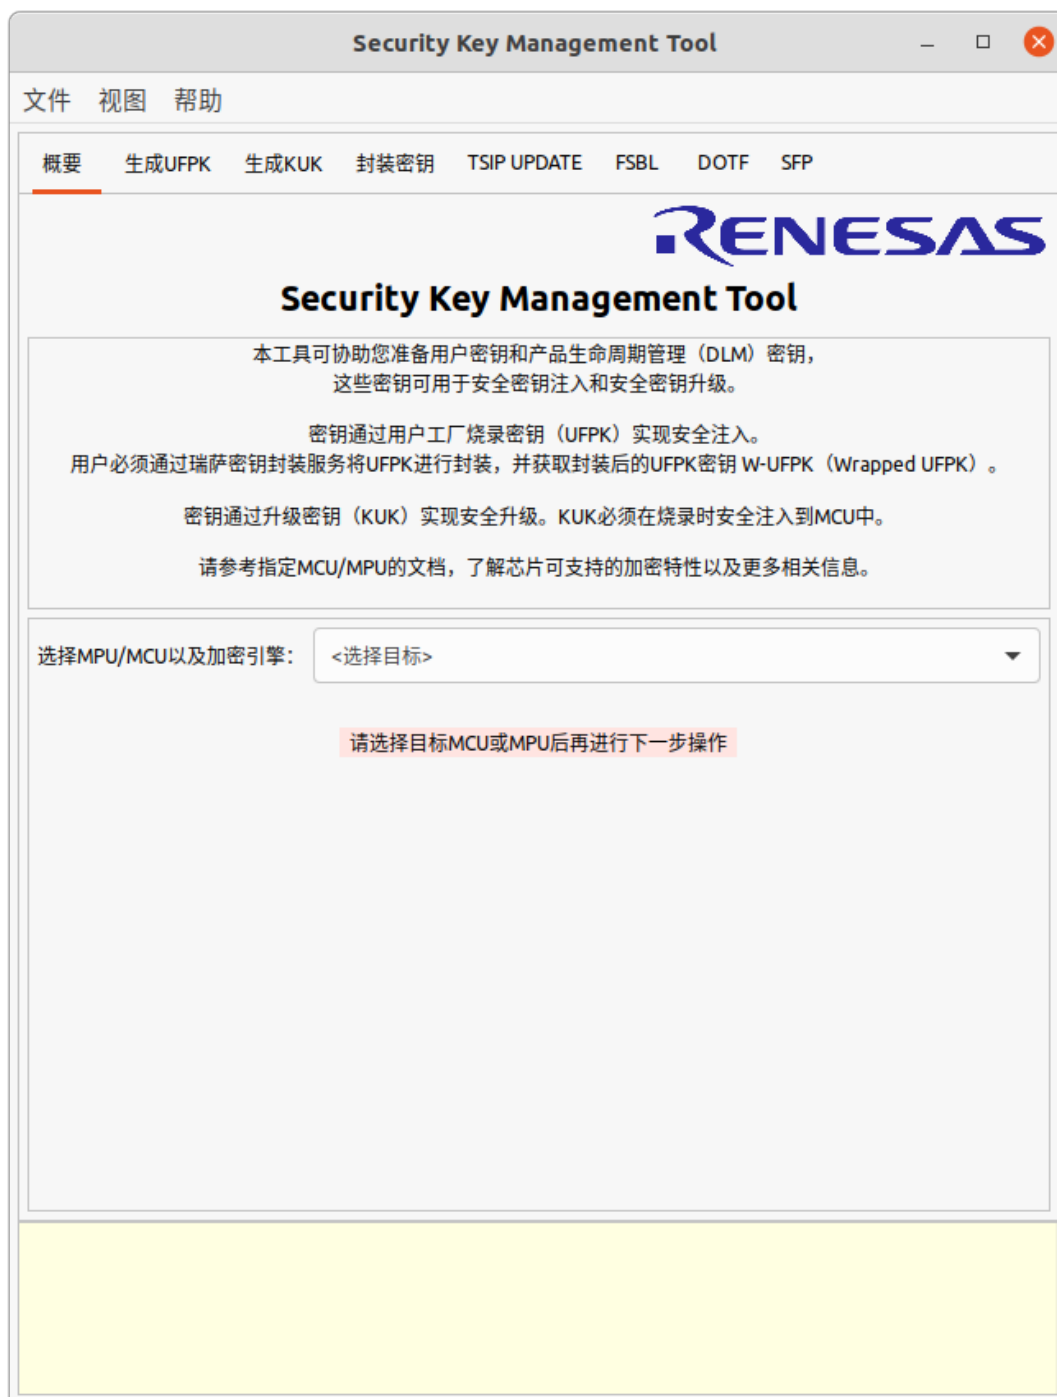 Security Key Management Tool
文件 视图 帮助
概要 生成UFPK 生成KUK 封装密钥 TSIP UPDATE FSBL DOTF SFP
RENESAS
Security Key Management Tool
本工具可协助您准备用户密钥和产品生命周期管理（DLM）密钥，
这些密钥可用于安全密钥注入和安全密钥升级。
密钥通过用户工厂烧录密钥（UFPK）实现安全注入。
用户必须通过瑞萨密钥封装服务将UFPK进行封装，并获取封装后的UFPK密钥 W-UFPK（Wrapped UFPK）。
密钥通过升级密钥（KUK）实现安全升级。KUK必须在烧录时安全注入到MCU中。
请参考指定MCU/MPU的文档，了解芯片可支持的加密特性以及更多相关信息。
选择MPU/MCU以及加密引擎： <选择目标>
请选择目标MCU或MPU后再进行下一步操作